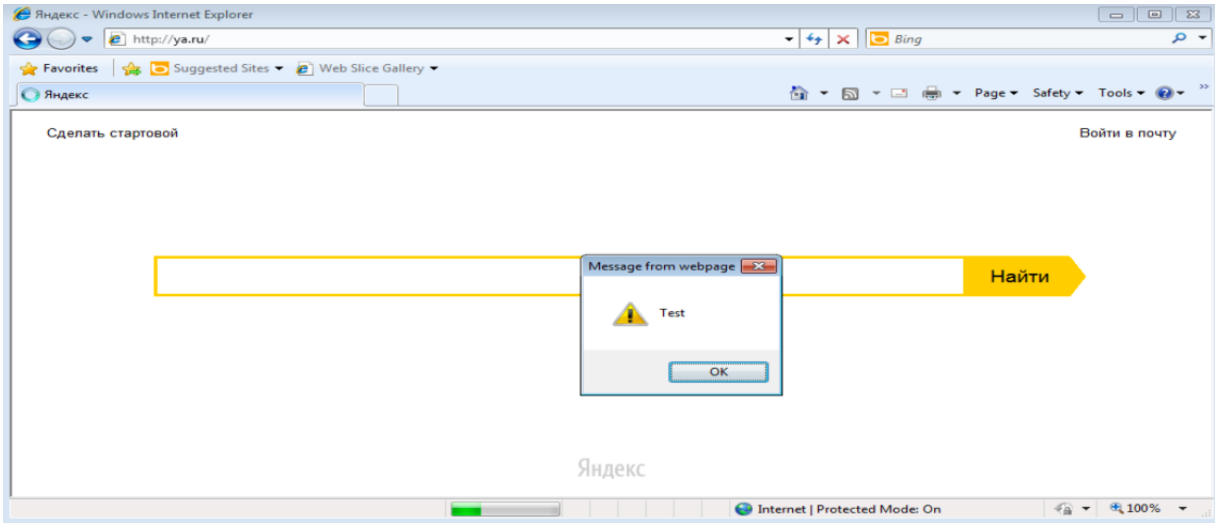 Яндекс - Windows Internet Explorer
http://ya.ru/
Bing
Favorites Suggested Sites Web Slice Gallery
Яндекс
Page Safety Tools
Сделать стартовой
Войти в почту
Message from webpage
Найти
Test
OK
Яндекс
Internet | Protected Mode: On
100%